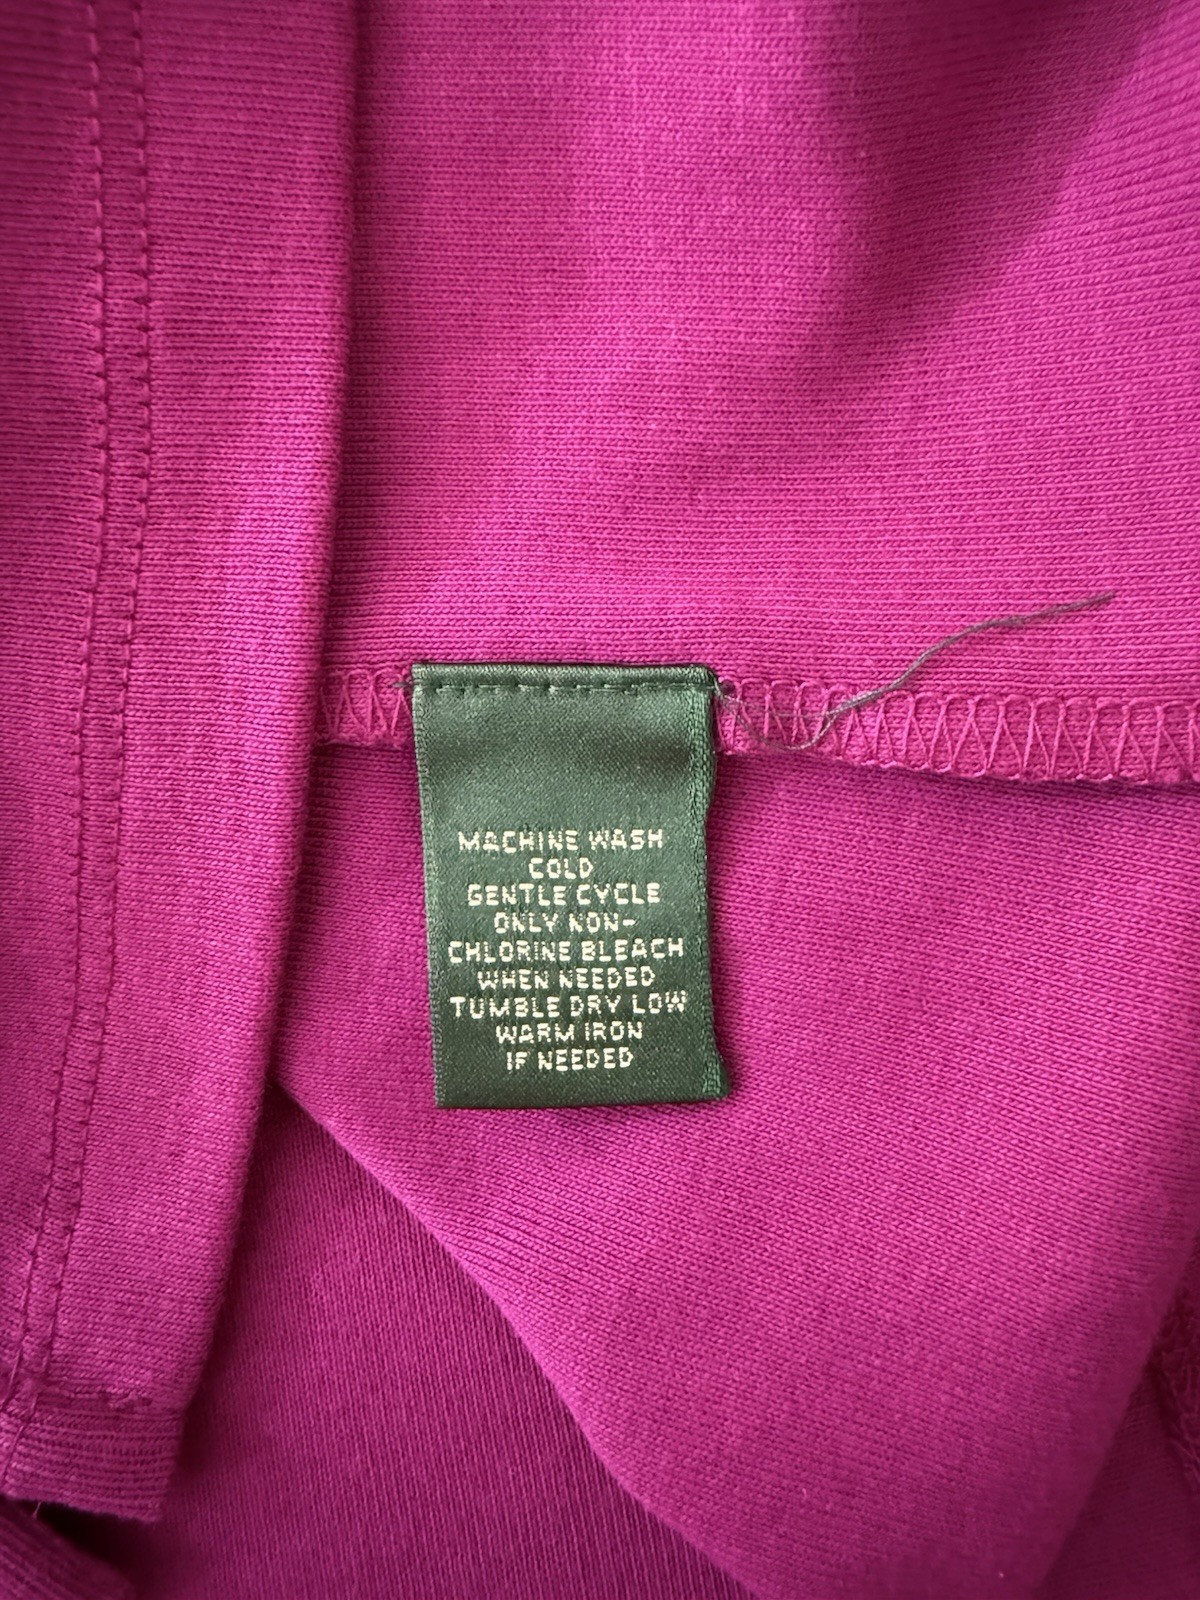 MACHINE WASH
COLD
GENTLE CYCLE
ONLY NON-
CHLORINE BLEACH
WHEN NEEDED
TUMBLE DRY LOW
WARM IRON
IF NEEDED